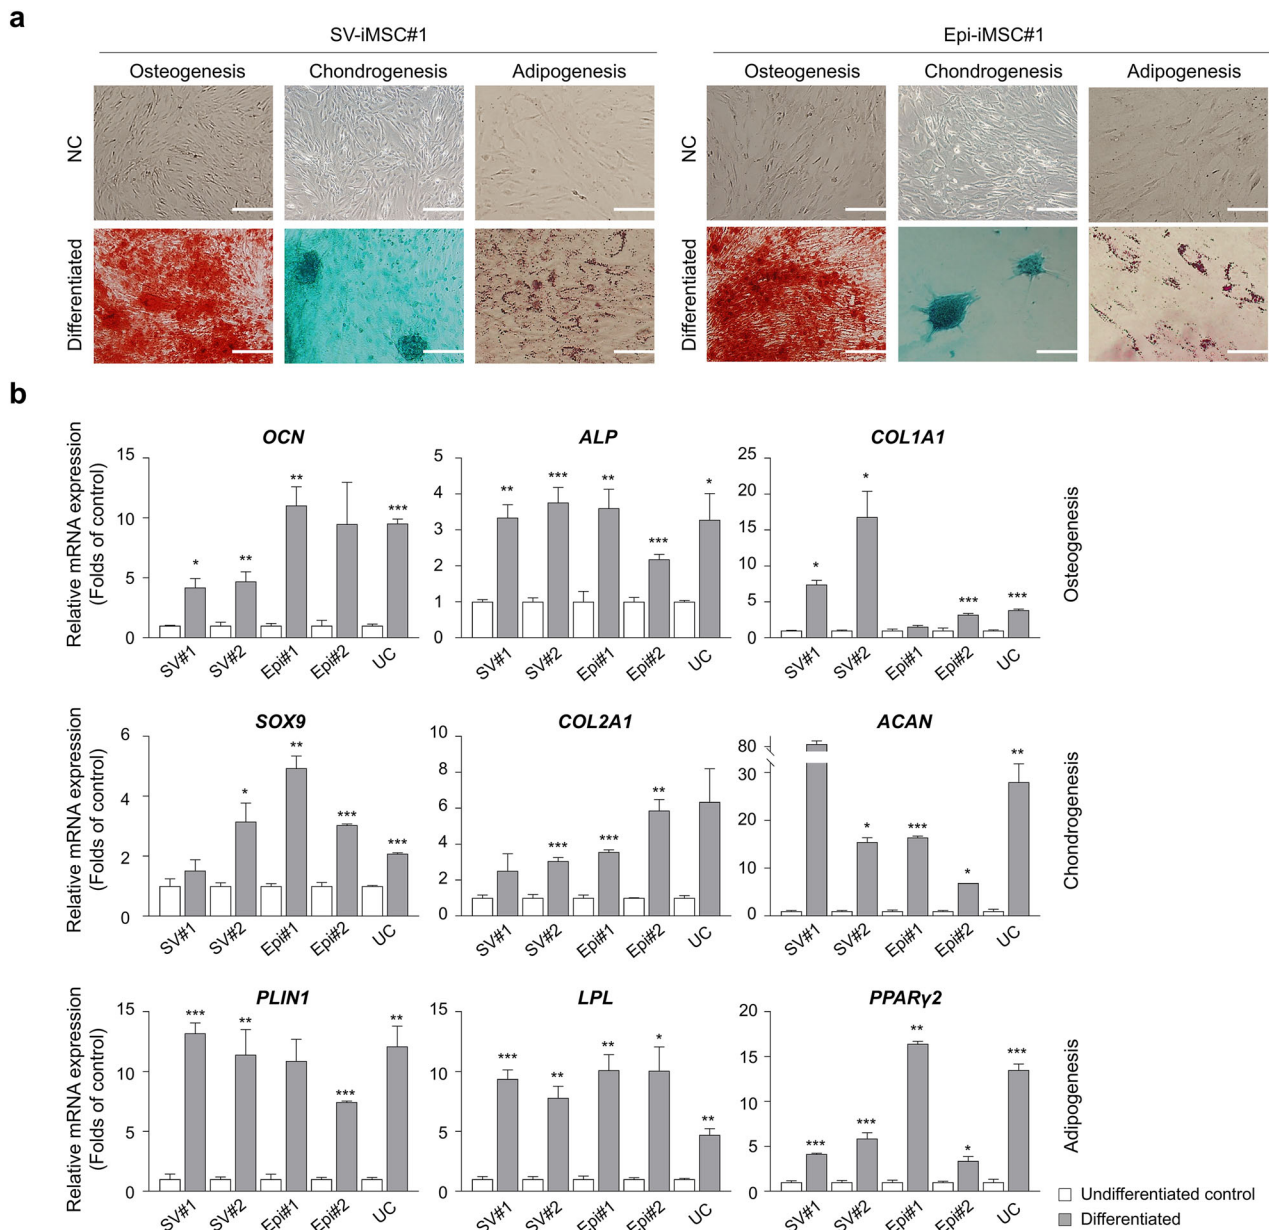 a
SV-iMSC#1
Epi-iMSC#1
Osteogenesis Chondrogenesis Adipogenesis
Osteogenesis Chondrogenesis Adipogenesis
NC
NC
Differentiated
Differentiated
b
OCN
Relative mRNA expression
(Folds of control)
15
10
5
0
* ** ** ***
SV#1 SV#2 Epi#1 Epi#2 UC
ALP
5
4
3
2
1
0
** *** ** *** *
SV#1 SV#2 Epi#1 Epi#2 UC
COL1A1
25
20
15
10
5
0
* * *** ***
SV#1 SV#2 Epi#1 Epi#2 UC
Osteogenesis
SOX9
Relative mRNA expression
(Folds of control)
6
4
2
0
* ** *** ***
SV#1 SV#2 Epi#1 Epi#2 UC
COL2A1
10
8
6
4
2
0
*** *** **
SV#1 SV#2 Epi#1 Epi#2 UC
ACAN
80
30
20
10
0
* *** * **
SV#1 SV#2 Epi#1 Epi#2 UC
Chondrogenesis
PLIN1
Relative mRNA expression
(Folds of control)
15
10
5
0
*** ** *** **
SV#1 SV#2 Epi#1 Epi#2 UC
LPL
15
10
5
0
*** ** ** * **
SV#1 SV#2 Epi#1 Epi#2 UC
PPARγ2
20
15
10
5
0
*** *** ** * ***
SV#1 SV#2 Epi#1 Epi#2 UC
Adipogenesis
Undifferentiated control
Differentiated